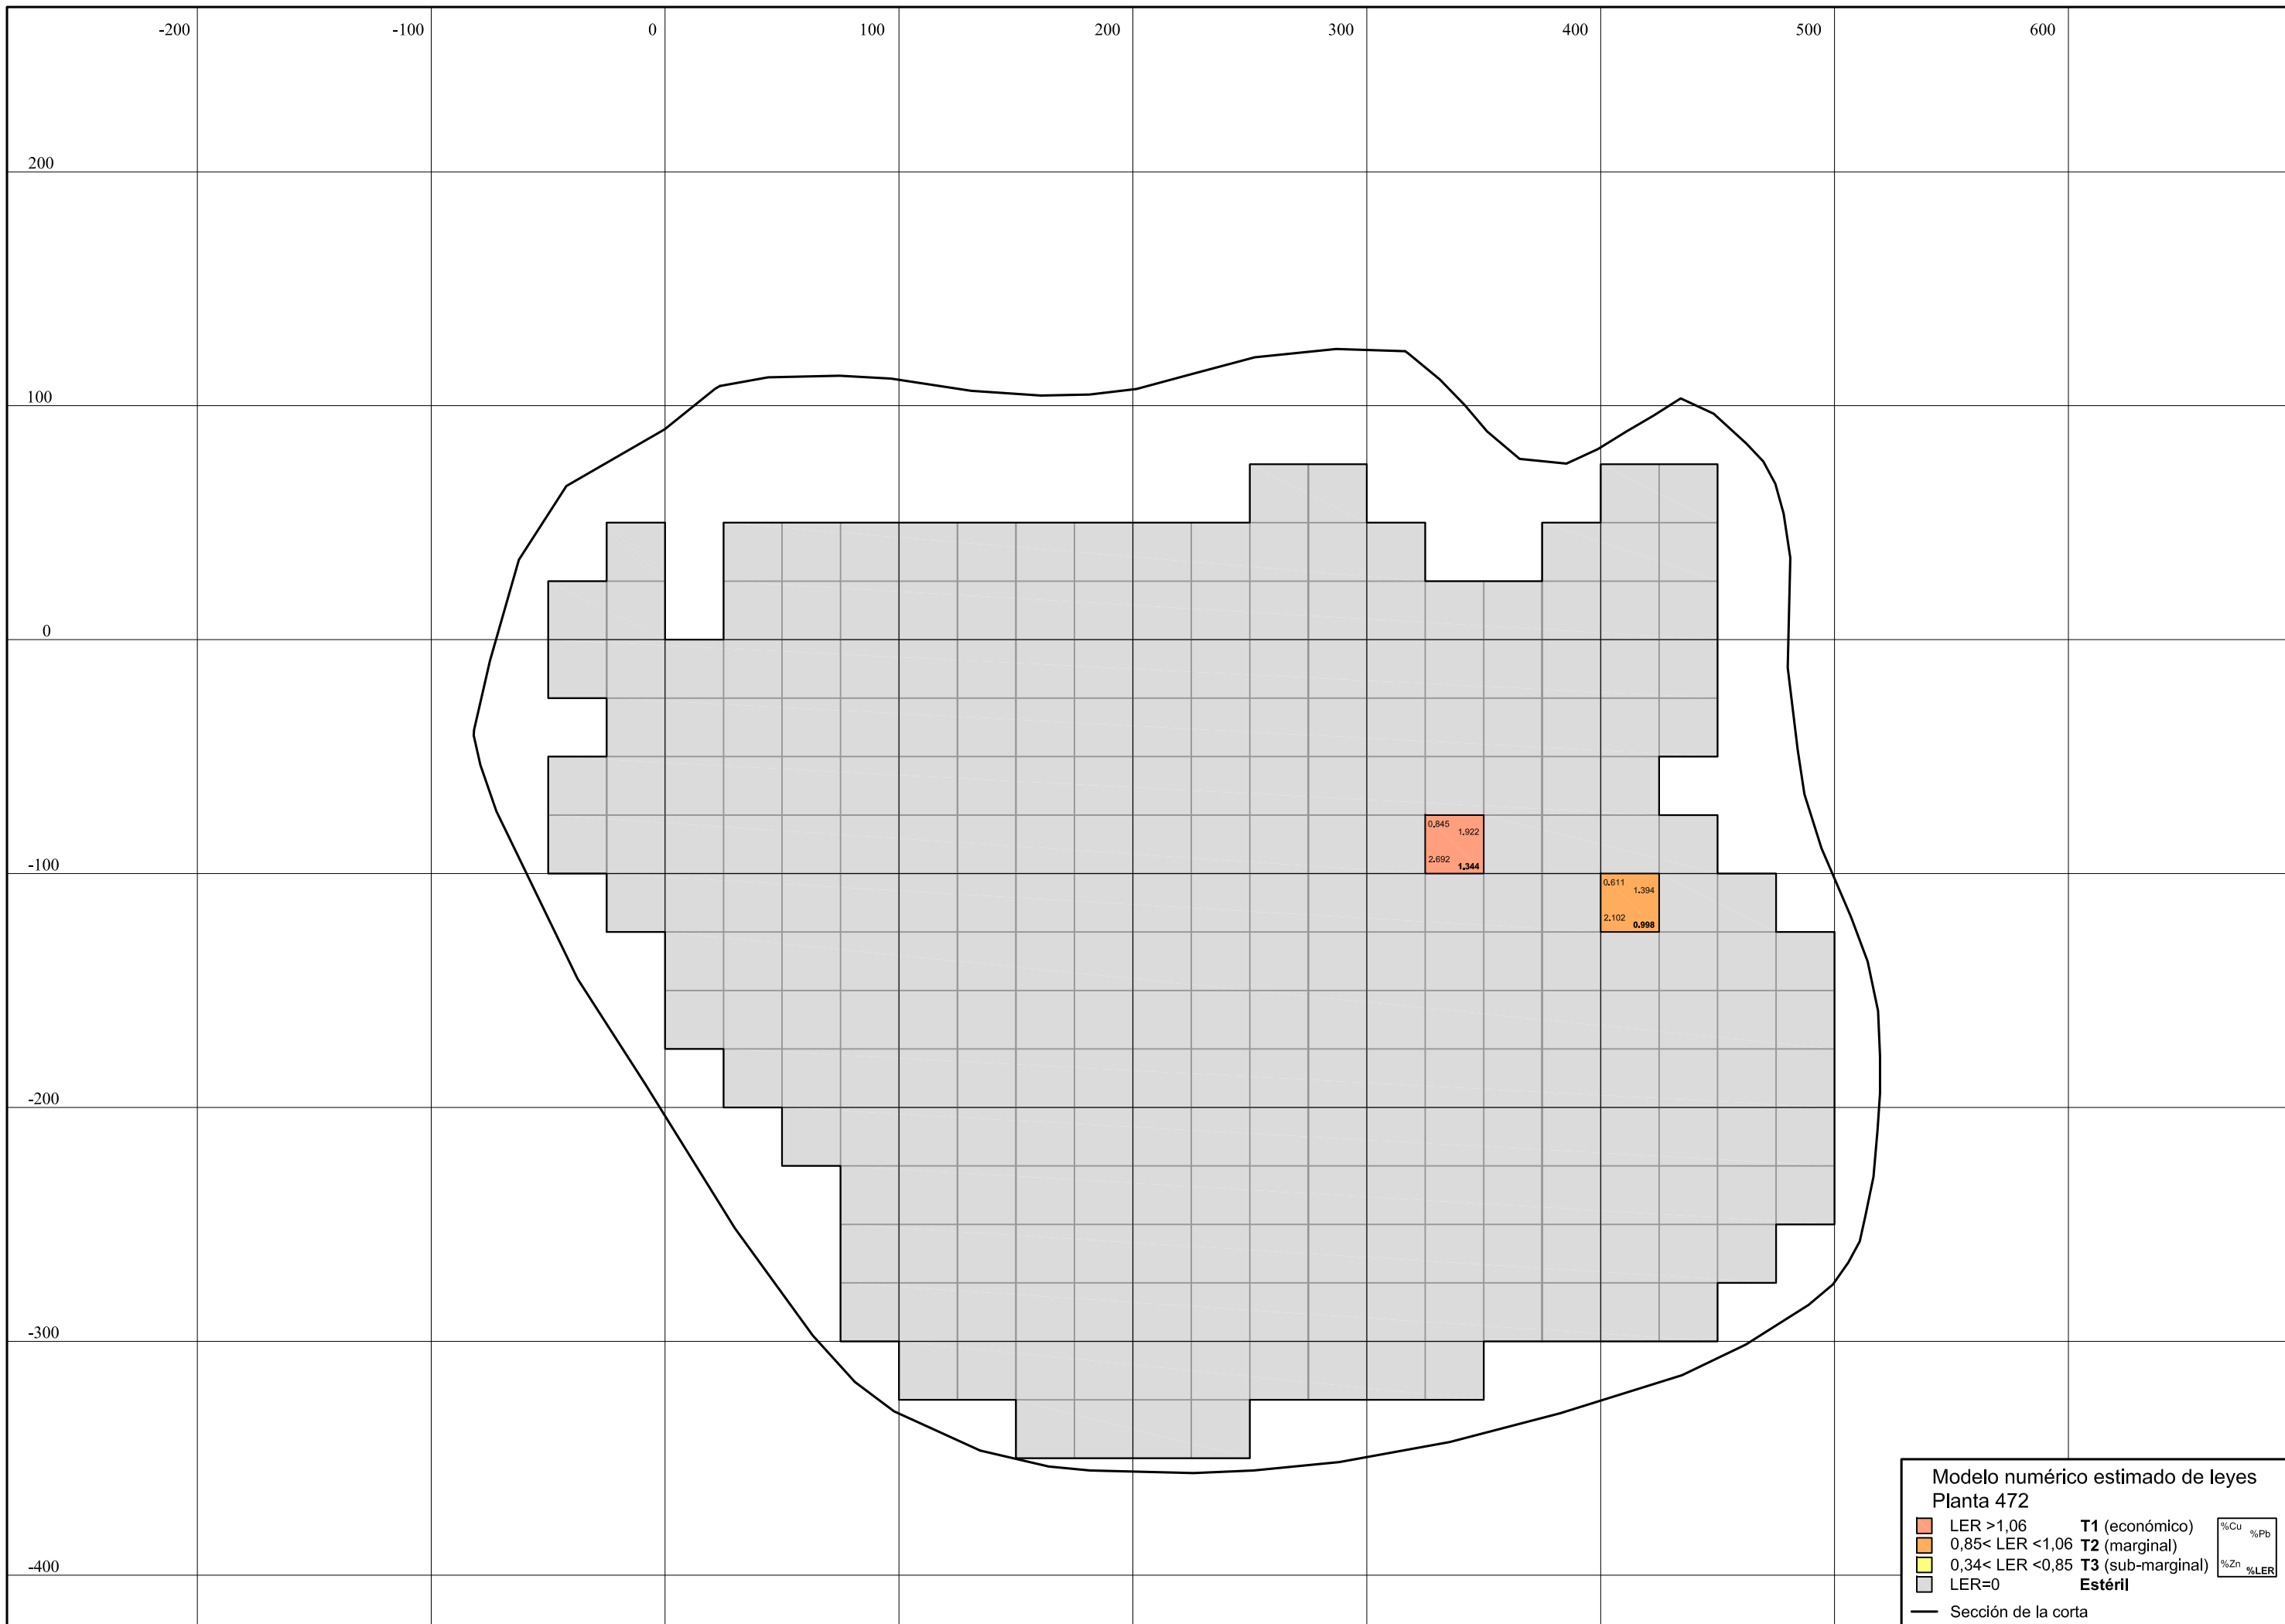 -200 -100 0 100 200 300 400 500 600
200
100
0
-100
-200
-300
-400
0.845 1.922
2.692 1.344
0.611 1.394
2.102 0.998
Modelo numérico estimado de leyes
Planta 472
LER >1,06 T1 (económico)
0,85< LER <1,06 T2 (marginal)
0,34< LER <0,85 T3 (sub-marginal)
LER=0 Estéril
Sección de la corta
%Cu %Pb
%Zn %LER